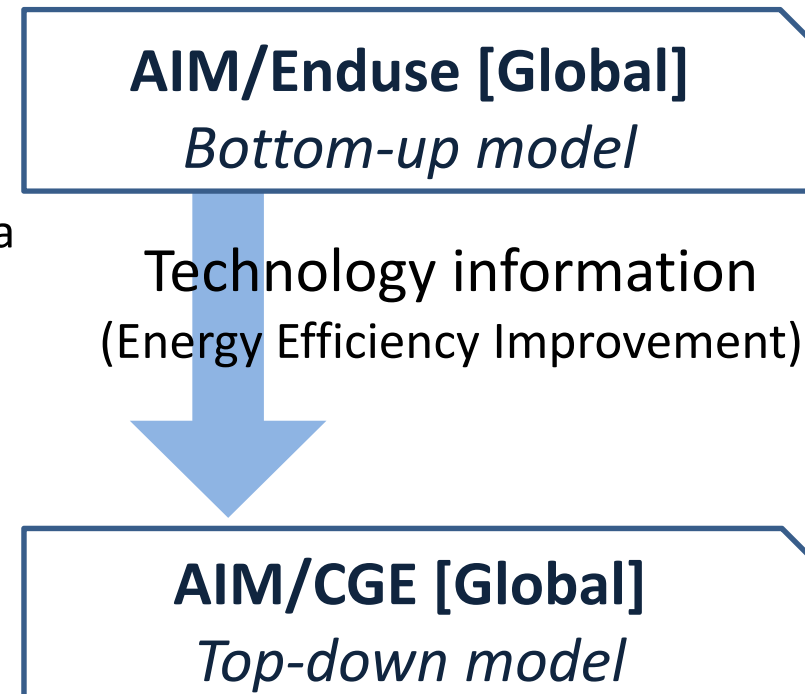 AIM/Enduse [Global]
Bottom-up model
a
Technology information
(Energy Efficiency Improvement)
AIM/CGE [Global]
Top-down model